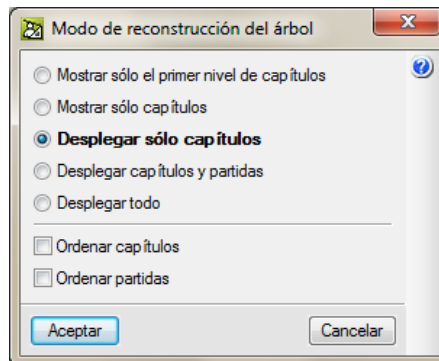 Modo de reconstrucción del árbol
Mostrar sólo el primer nivel de capítulos
Mostrar sólo capítulos
Desplegar sólo capítulos
Desplegar capítulos y partidas
Desplegar todo
Ordenar capítulos
Ordenar partidas
Aceptar
Cancelar